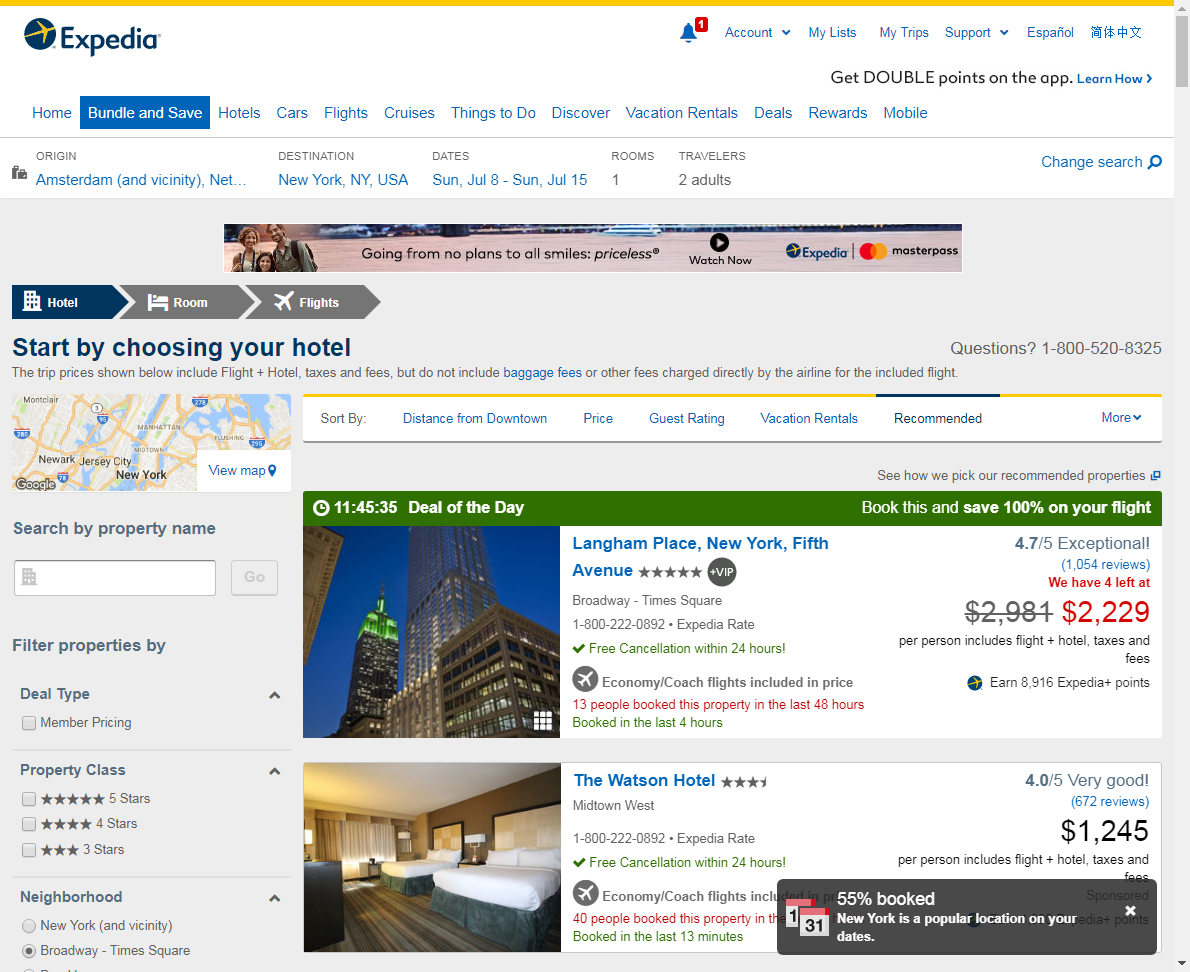 Expedia
1
Account
My Lists
My Trips
Support
Español
简体中文
Get DOUBLE points on the app. Learn How
Home
Bundle and Save
Hotels
Cars
Flights
Cruises
Things to Do
Discover
Vacation Rentals
Deals
Rewards
Mobile
ORIGIN
Amsterdam (and vicinity), Net...
DESTINATION
New York, NY, USA
DATES
Sun, Jul 8 - Sun, Jul 15
ROOMS
1
TRAVELERS
2 adults
Change search
Going from no plans to all smiles: priceless®
Watch Now
Expedia
masterpass
Hotel
Room
Flights
Start by choosing your hotel
Questions? 1-800-520-8325
The trip prices shown below include Flight + Hotel, taxes and fees, but do not include baggage fees or other fees charged directly by the airline for the included flight.
Montclair
3
278
95
280
MANHATTAN
FLUSHING
MIDTOWN
295
Newark
Jersey City
New York
78
Google
View map
Sort By:
Distance from Downtown
Price
Guest Rating
Vacation Rentals
Recommended
More
See how we pick our recommended properties
11:45:35 Deal of the Day
Book this and save 100% on your flight
Search by property name
Go
Filter properties by
Deal Type
Member Pricing
Property Class
5 Stars
4 Stars
3 Stars
Neighborhood
New York (and vicinity)
Broadway - Times Square
Langham Place, New York, Fifth
Avenue
+VIP
Broadway - Times Square
1-800-222-0892 • Expedia Rate
Free Cancellation within 24 hours!
Economy/Coach flights included in price
13 people booked this property in the last 48 hours
Booked in the last 4 hours
4.7/5 Exceptional!
(1,054 reviews)
We have 4 left at
$2,981 $2,229
per person includes flight + hotel, taxes and
fees
Earn 8,916 Expedia+ points
The Watson Hotel
Midtown West
1-800-222-0892 • Expedia Rate
Free Cancellation within 24 hours!
Economy/Coach flights included in pr
40 people booked this property in the
Booked in the last 13 minutes
4.0/5 Very good!
(672 reviews)
$1,245
per person includes flight + hotel, taxes and
fees
Sponsored
Expedia+ points
1
31
55% booked
New York is a popular location on your
dates.